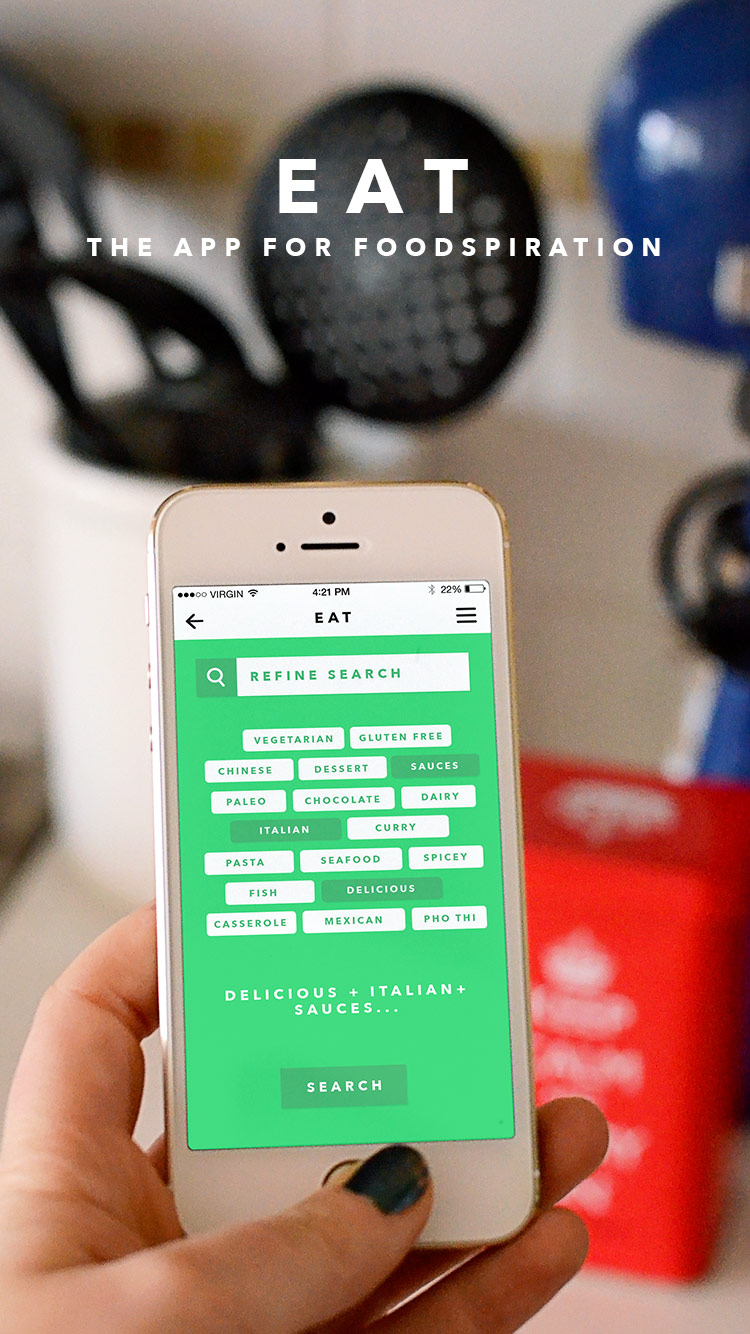 EAT
THE APP FOR FOODSPIRATION
VIRGIN 4:21 PM 22%
EAT
REFINE SEARCH
VEGETARIAN GLUTEN FREE
CHINESE DESSERT SAUCES
PALEO CHOCOLATE DAIRY
ITALIAN CURRY
PASTA SEAFOOD SPICEY
FISH DELICIOUS
CASSEROLE MEXICAN PHO THI
DELICIOUS + ITALIAN+
SAUCES...
SEARCH